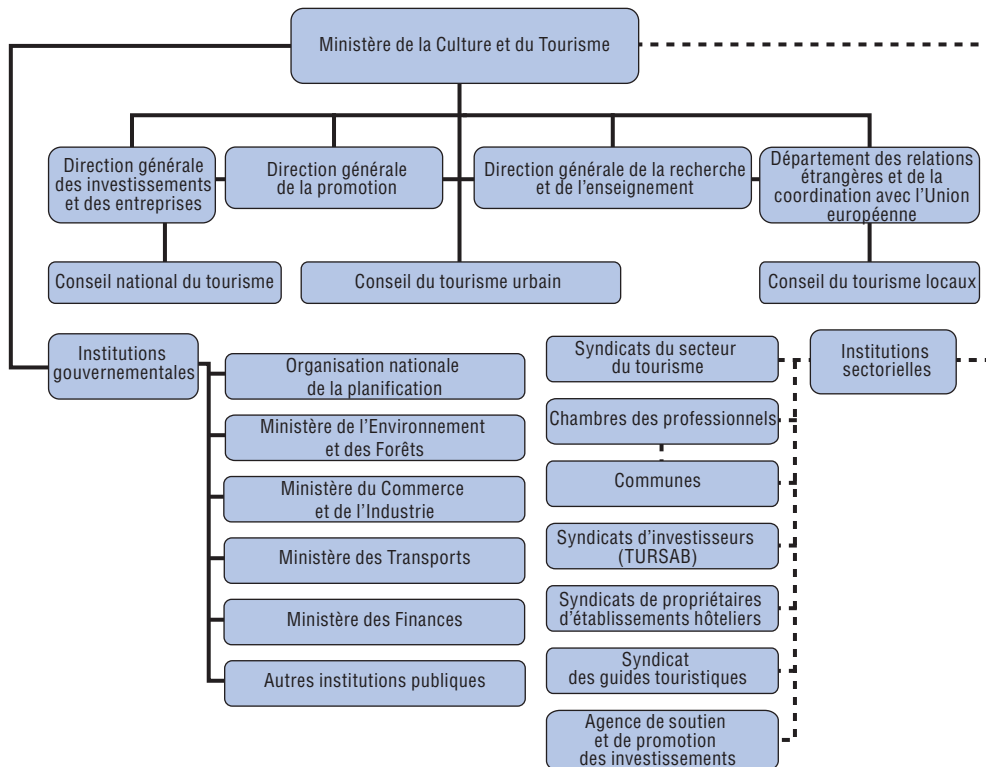 Ministère de la Culture et du Tourisme
Direction générale
des investissements
et des entreprises
Direction générale
de la promotion
Direction générale de la recherche
et de l'enseignement
Département des relations
étrangères et de la
coordination avec l'Union
européenne
Conseil national du tourisme
Conseil du tourisme urbain
Conseil du tourisme locaux
Institutions
gouvernementales
Organisation nationale
de la planification
Ministère de l'Environnement
et des Forêts
Ministère du Commerce
et de l'Industrie
Ministère des Transports
Ministère des Finances
Autres institutions publiques
Syndicats du secteur
du tourisme
Chambres des professionnels
Communes
Syndicats d'investisseurs
(TURSAB)
Syndicats de propriétaires
d'établissements hôteliers
Syndicat
des guides touristiques
Agence de soutien
et de promotion
des investissements
Institutions
sectorielles